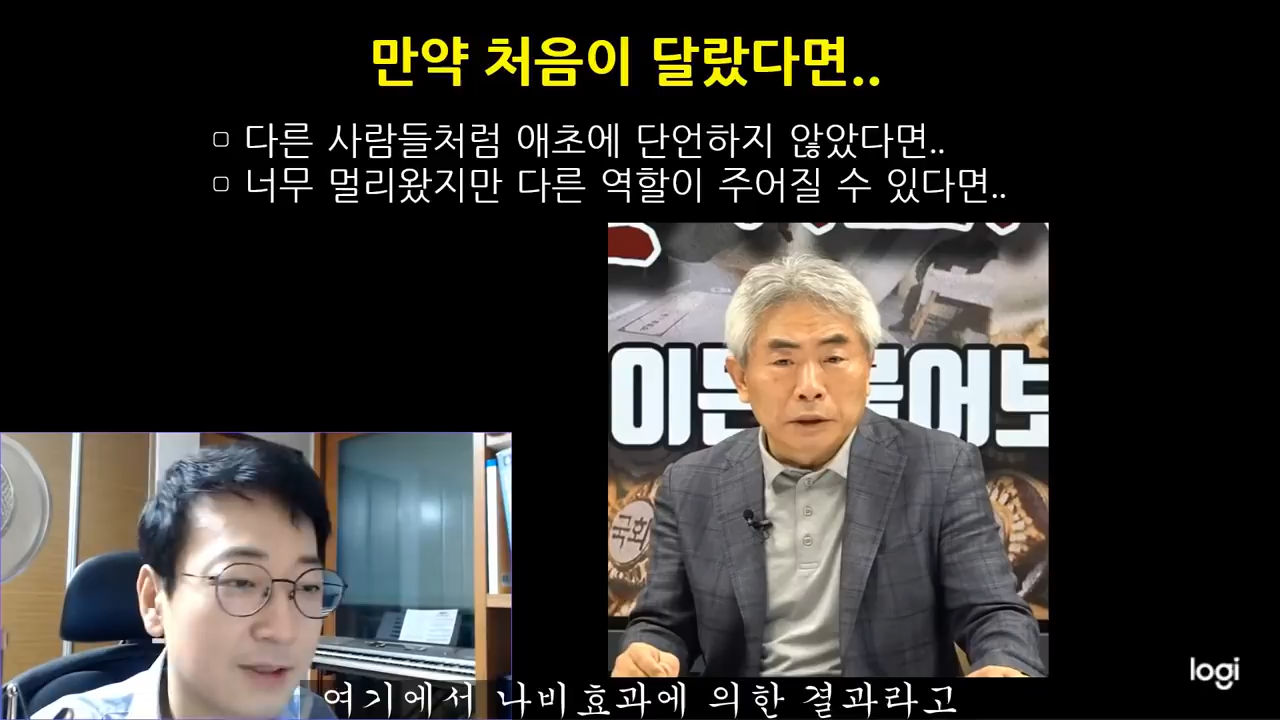 만약 처음이 달랐다면..
다른 사람들처럼 애초에 단언하지 않았다면..
너무 멀리왔지만 다른 역할이 주어질 수 있다면..
국회
logi
여기에서 나비효과에 의한 결과라고